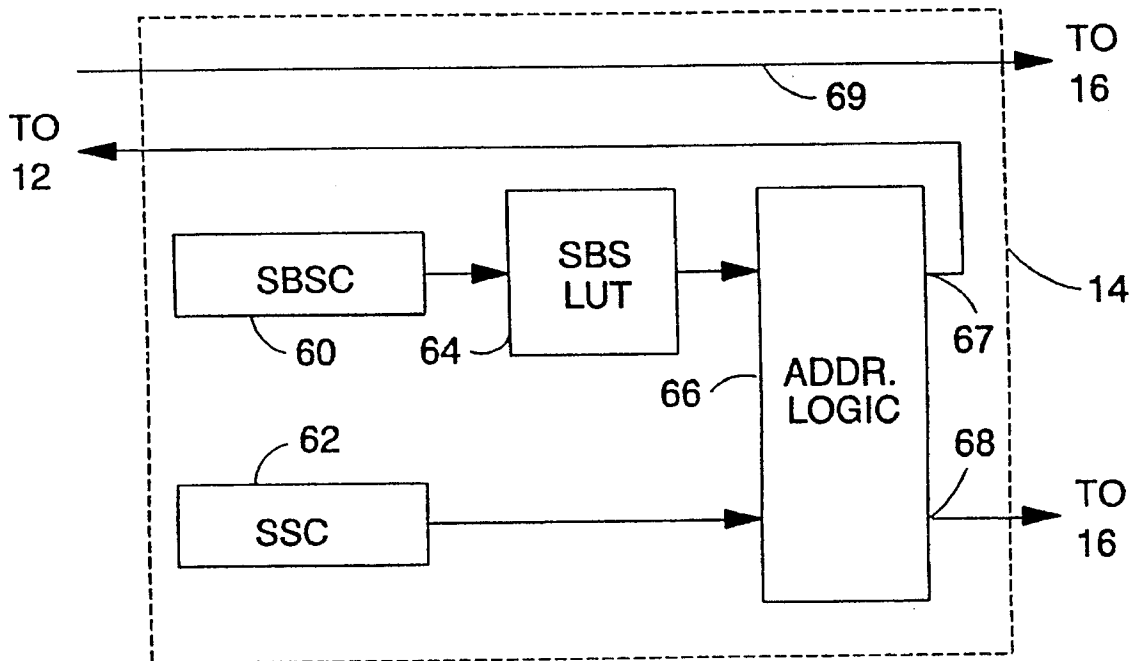 TO
16
69
TO
12
SBSC
60
SBS
LUT
64
ADDR.
LOGIC
66
67
14
62
SSC
68
TO
16